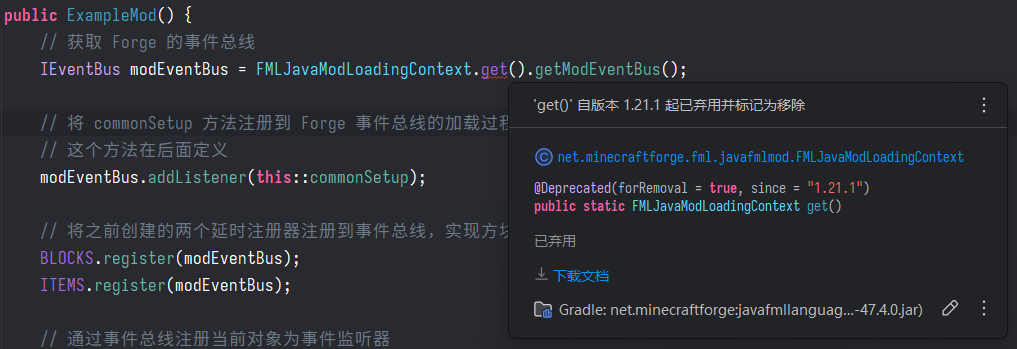 public ExampleMod() {
// 获取 Forge 的事件总线
IEventBus modEventBus = FMLJavaModLoadingContext.get().getModEventBus();
'get()' 自版本 1.21.1 起已弃用并标记为移除
// 将 commonSetup 方法注册到 Forge 事件总线的加载过程
// 这个方法在后面定义
modEventBus.addListener(this::commonSetup);
// 将之前创建的两个延时注册器注册到事件总线，实现方块
BLOCKS.register(modEventBus);
ITEMS.register(modEventBus);
// 通过事件总线注册当前对象为事件监听器
net.minecraftforge.fml.javafmlmod.FMLJavaModLoadingContext
@Deprecated(forRemoval = true, since = "1.21.1")
public static FMLJavaModLoadingContext get()
已弃用
下载文档
Gradle: net.minecraftforge:javafmllanguag...-47.4.0.jar)